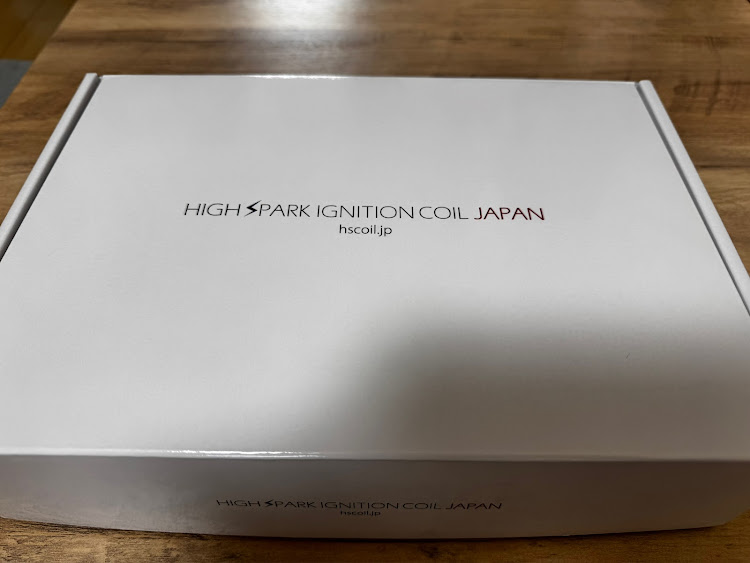 HIGH SPARK IGNITION COIL JAPAN
hscoil.jp
HIGH SPARK IGNITION COIL JAPAN
hscoil.jp